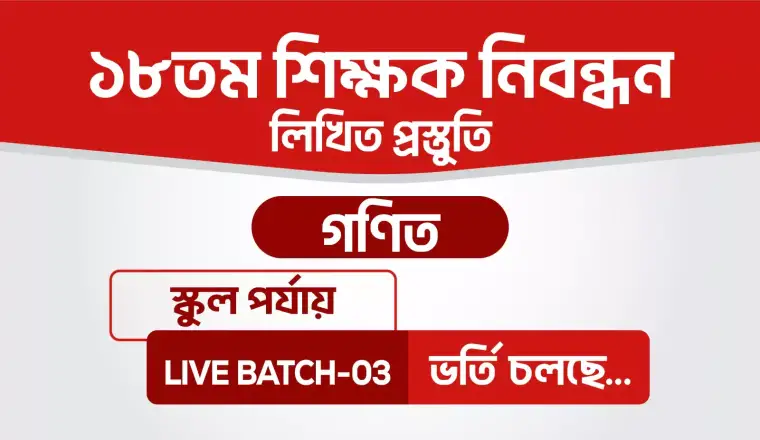 ১৮তম শিক্ষক নিবন্ধন
লিখিত প্রস্তুতি
গণিত
স্কুল পর্যায়
LIVE BATCH-03 ভর্তি চলছে...